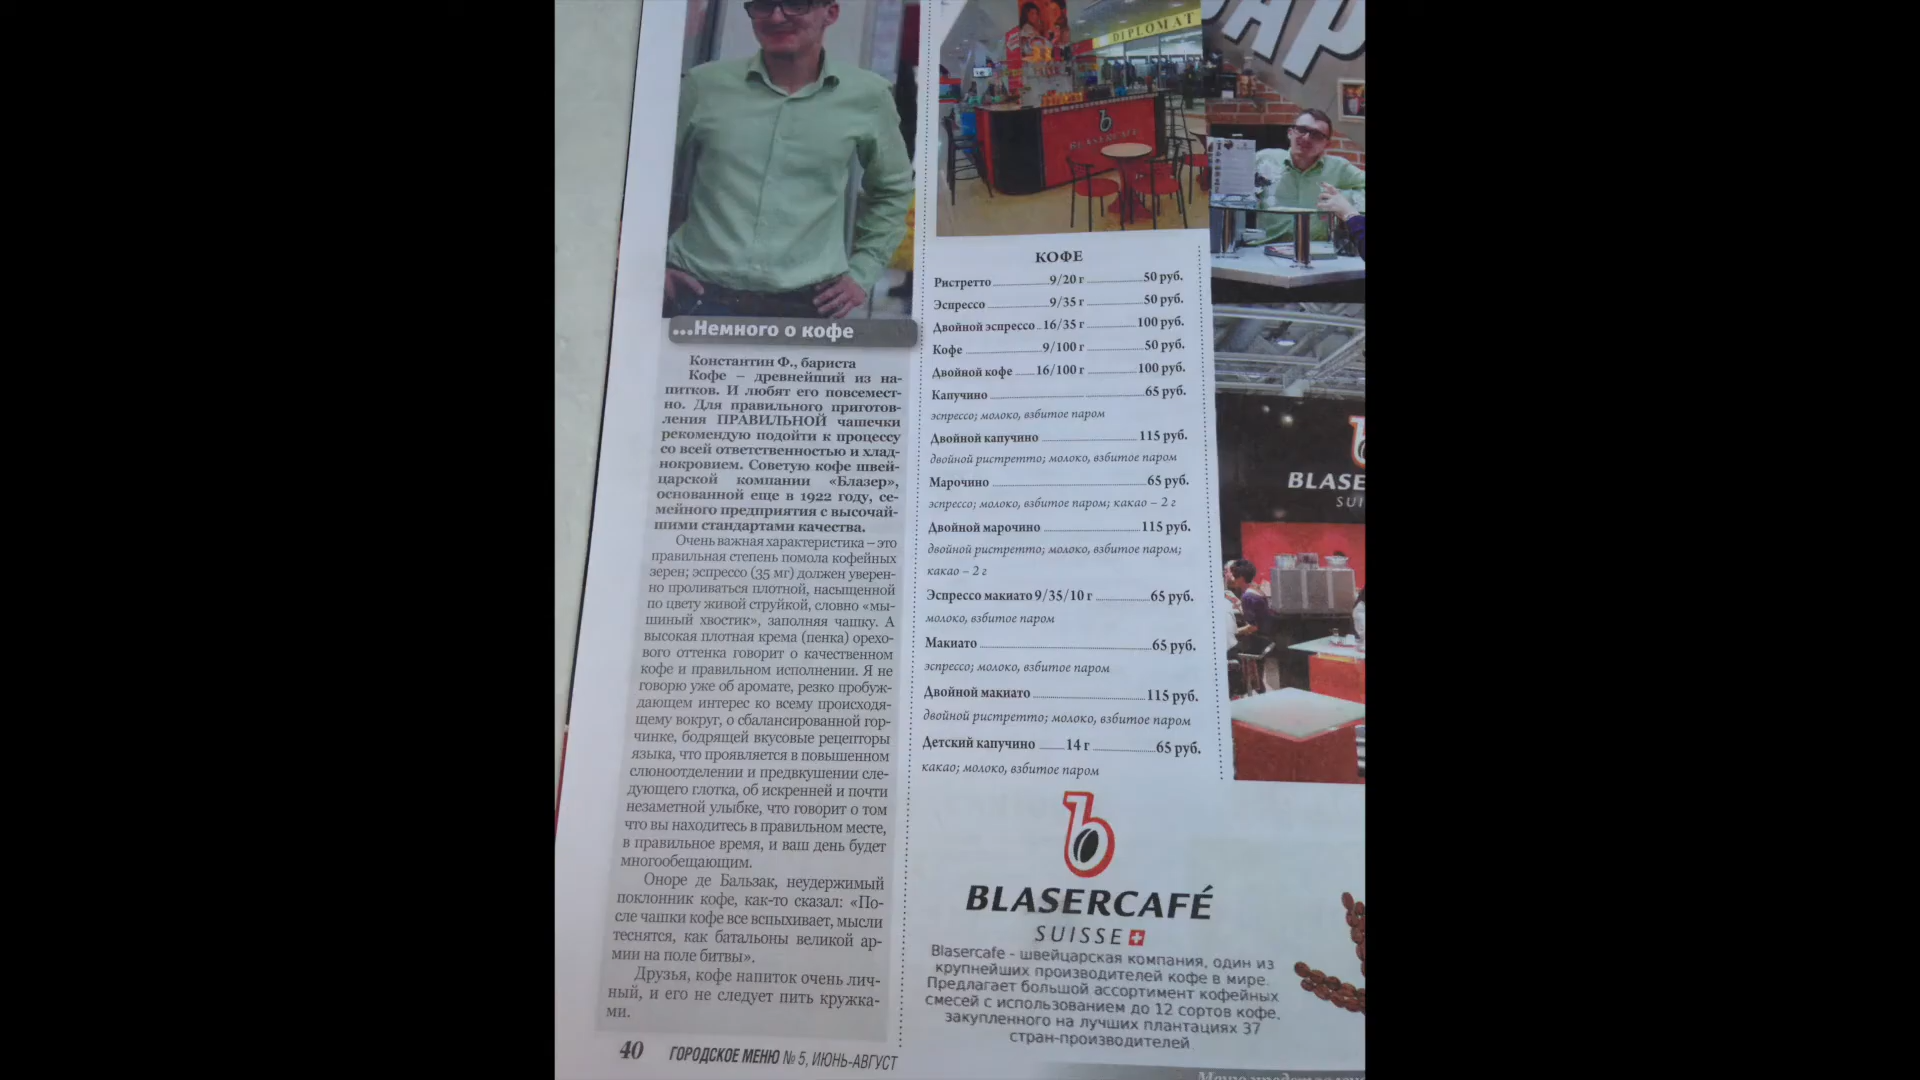 ...Немного о кофе
Константин Ф., бариста
Кофе – древнейший из на-
питков. И любят его повсемест-
но. Для правильного приготов-
ления ПРАВИЛЬНОЙ чашечки
рекомендую подойти к процессу
со всей ответственностью и хлад-
нокровием. Советую кофе швей-
царской компании «Блазер»,
основанной еще в 1922 году, се-
мейного предприятия с высочай-
шими стандартами качества.
Очень важная характеристика – это
правильная степень помола кофейных
зерен; эспрессо (35 мг) должен уверен-
но проливаться плотной, насыщенной
по цвету живой струйкой, словно «мы-
шиный хвостик», заполняя чашку. А
высокая плотная крема (пенка) орехо-
вого оттенка говорит о качественном
кофе и правильном исполнении. Я не
говорю уже об аромате, резко пробуж-
дающем интерес ко всему происходя-
щему вокруг, о сбалансированной гор-
чинке, бодрящей вкусовые рецепторы
языка, что проявляется в повышенном
слюноотделении и предвкушении сле-
дующего глотка, об искренней и почти
незаметной улыбке, что говорит о том
что вы находитесь в правильном месте,
в правильное время, и ваш день будет
многообещающим.
Оноре де Бальзак, неудержимый
поклонник кофе, как-то сказал: «По-
сле чашки кофе все вспыхивает, мысли
теснятся, как батальоны великой ар-
мии на поле битвы».
Друзья, кофе напиток очень лич-
ный, и его не следует пить кружка-
ми.
40 ГОРОДСКОЕ МЕНЮ № 5, ИЮНЬ-АВГУСТ
DIPLOMAT
BLASERCAFE
КОФЕ
Ристретто 9/20 г 50 руб.
Эспрессо 9/35 г 50 руб.
Двойной эспрессо 16/35 г 100 руб.
Кофе 9/100 г 50 руб.
Двойной кофе 16/100 г 100 руб.
Капучино 65 руб.
эспрессо; молоко, взбитое паром
Двойной капучино 115 руб.
двойной ристретто; молоко, взбитое паром
Марочино 65 руб.
эспрессо; молоко, взбитое паром; какао – 2 г
Двойной марочино 115 руб.
двойной ристретто; молоко, взбитое паром;
какао – 2 г
Эспрессо макиато 9/35/10 г 65 руб.
молоко, взбитое паром
Макиато 65 руб.
эспрессо; молоко, взбитое паром
Двойной макиато 115 руб.
двойной ристретто; молоко, взбитое паром
Детский капучино 14 г 65 руб.
какао; молоко, взбитое паром
BLASERCAFÉ
SUISSE
Blasercafe - швейцарская компания, один из
крупнейших производителей кофе в мире.
Предлагает большой ассортимент кофейных
смесей с использованием до 12 сортов кофе,
закупленного на лучших плантациях 37
стран-производителей
АР
BLASE
SUI